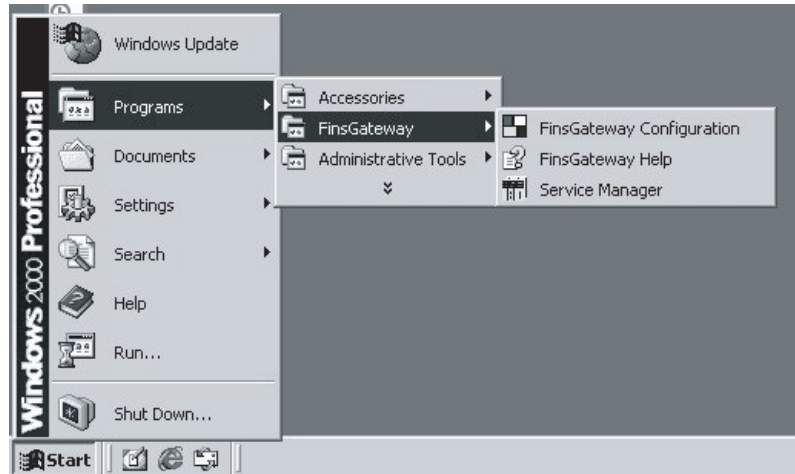 Windows 2000 Professional
Windows Update
Programs
Documents
Settings
Search
Help
Run...
Shut Down...
Accessories
FinsGateway
Administrative Tools
FinsGateway Configuration
FinsGateway Help
Service Manager
Start